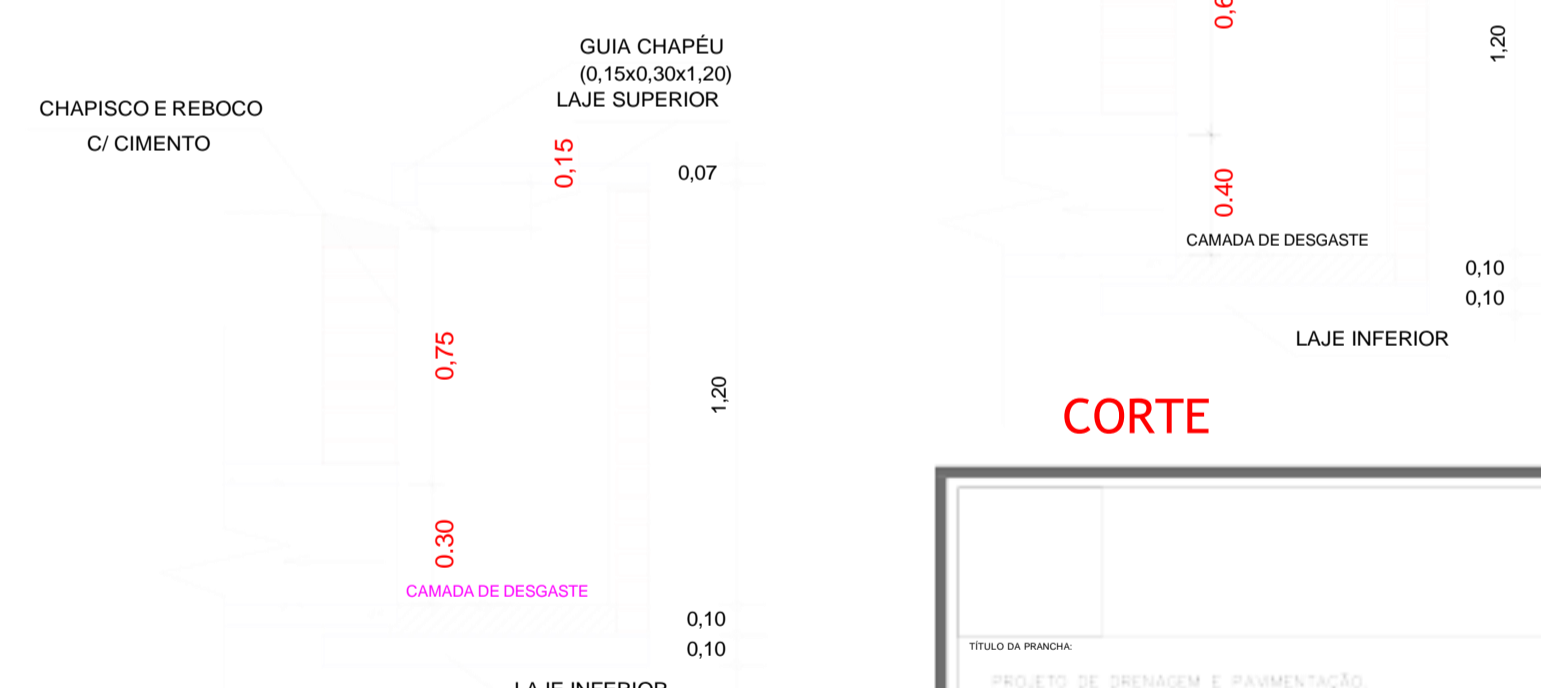 GUIA CHAPÉU
(0,15x0,30x1,20)
LAJE SUPERIOR
CHAPISCO E REBOCO
C/ CIMENTO
0,15
0,07
0,75
1,20
0.30
CAMADA DE DESGASTE
0,10
0,10
LAJE INFERIOR
1,20
0.40
CAMADA DE DESGASTE
0,10
0,10
LAJE INFERIOR
CORTE
TÍTULO DA PRANCHA:
PROJETO DE DRENAGEM E PAVIMENTAÇÃO.